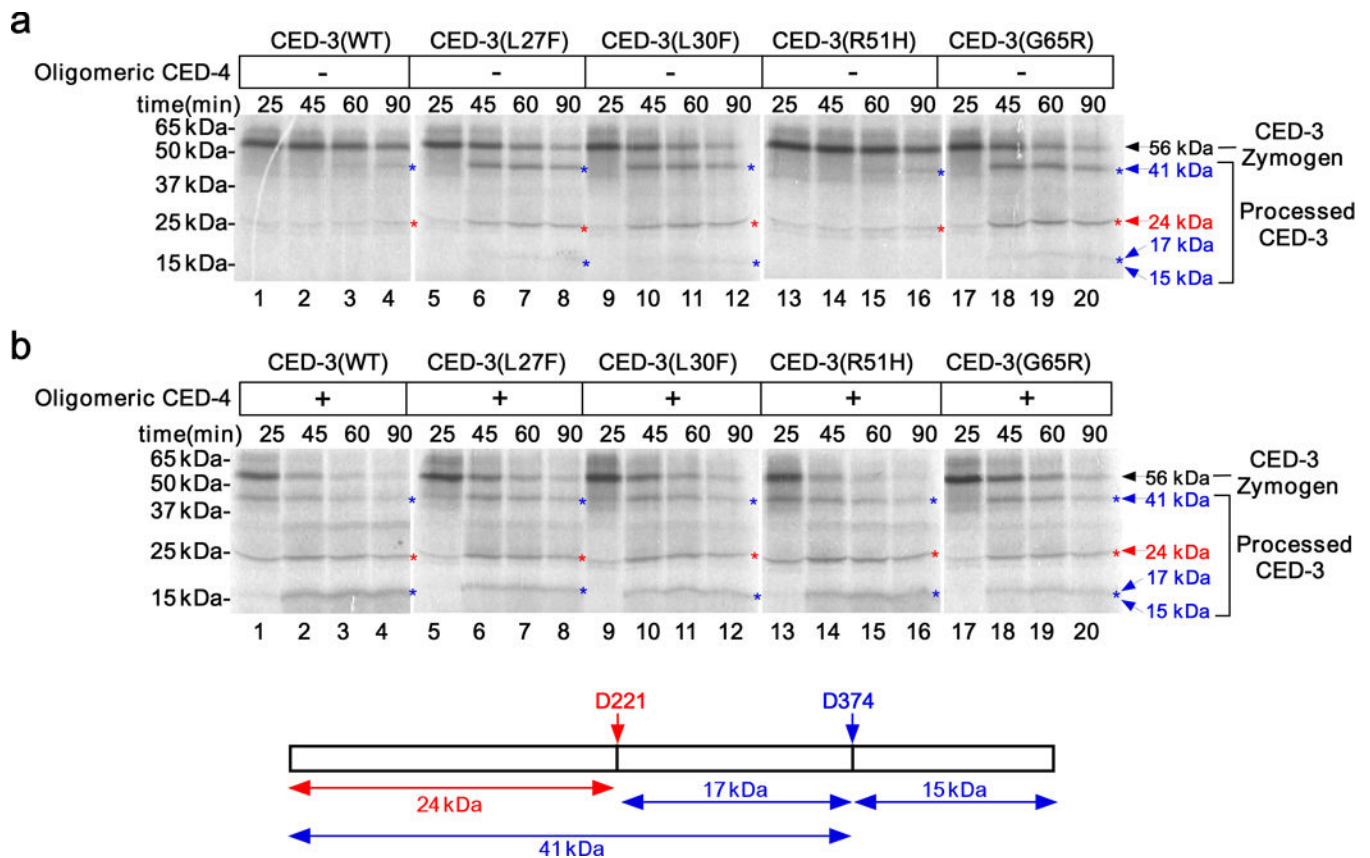 a
CED-3(WT) CED-3(L27F) CED-3(L30F) CED-3(R51H) CED-3(G65R)
Oligomeric CED-4 - - - - -
time(min) 25 45 60 90 25 45 60 90 25 45 60 90 25 45 60 90 25 45 60 90
65 kDa-
50 kDa-
37 kDa-
25 kDa-
15 kDa-
56 kDa
41 kDa
24 kDa
17 kDa
15 kDa
CED-3
Zymogen
Processed
CED-3
* * * * *
* * * * *
* * *
1 2 3 4 5 6 7 8 9 10 11 12 13 14 15 16 17 18 19 20
b
CED-3(WT) CED-3(L27F) CED-3(L30F) CED-3(R51H) CED-3(G65R)
Oligomeric CED-4 + + + + +
time(min) 25 45 60 90 25 45 60 90 25 45 60 90 25 45 60 90 25 45 60 90
65 kDa-
50 kDa-
37 kDa-
25 kDa-
15 kDa-
56 kDa
41 kDa
24 kDa
17 kDa
15 kDa
CED-3
Zymogen
Processed
CED-3
* * * * *
* * * * *
* * * * *
1 2 3 4 5 6 7 8 9 10 11 12 13 14 15 16 17 18 19 20
D221 D374
24 kDa 17 kDa 15 kDa
41 kDa